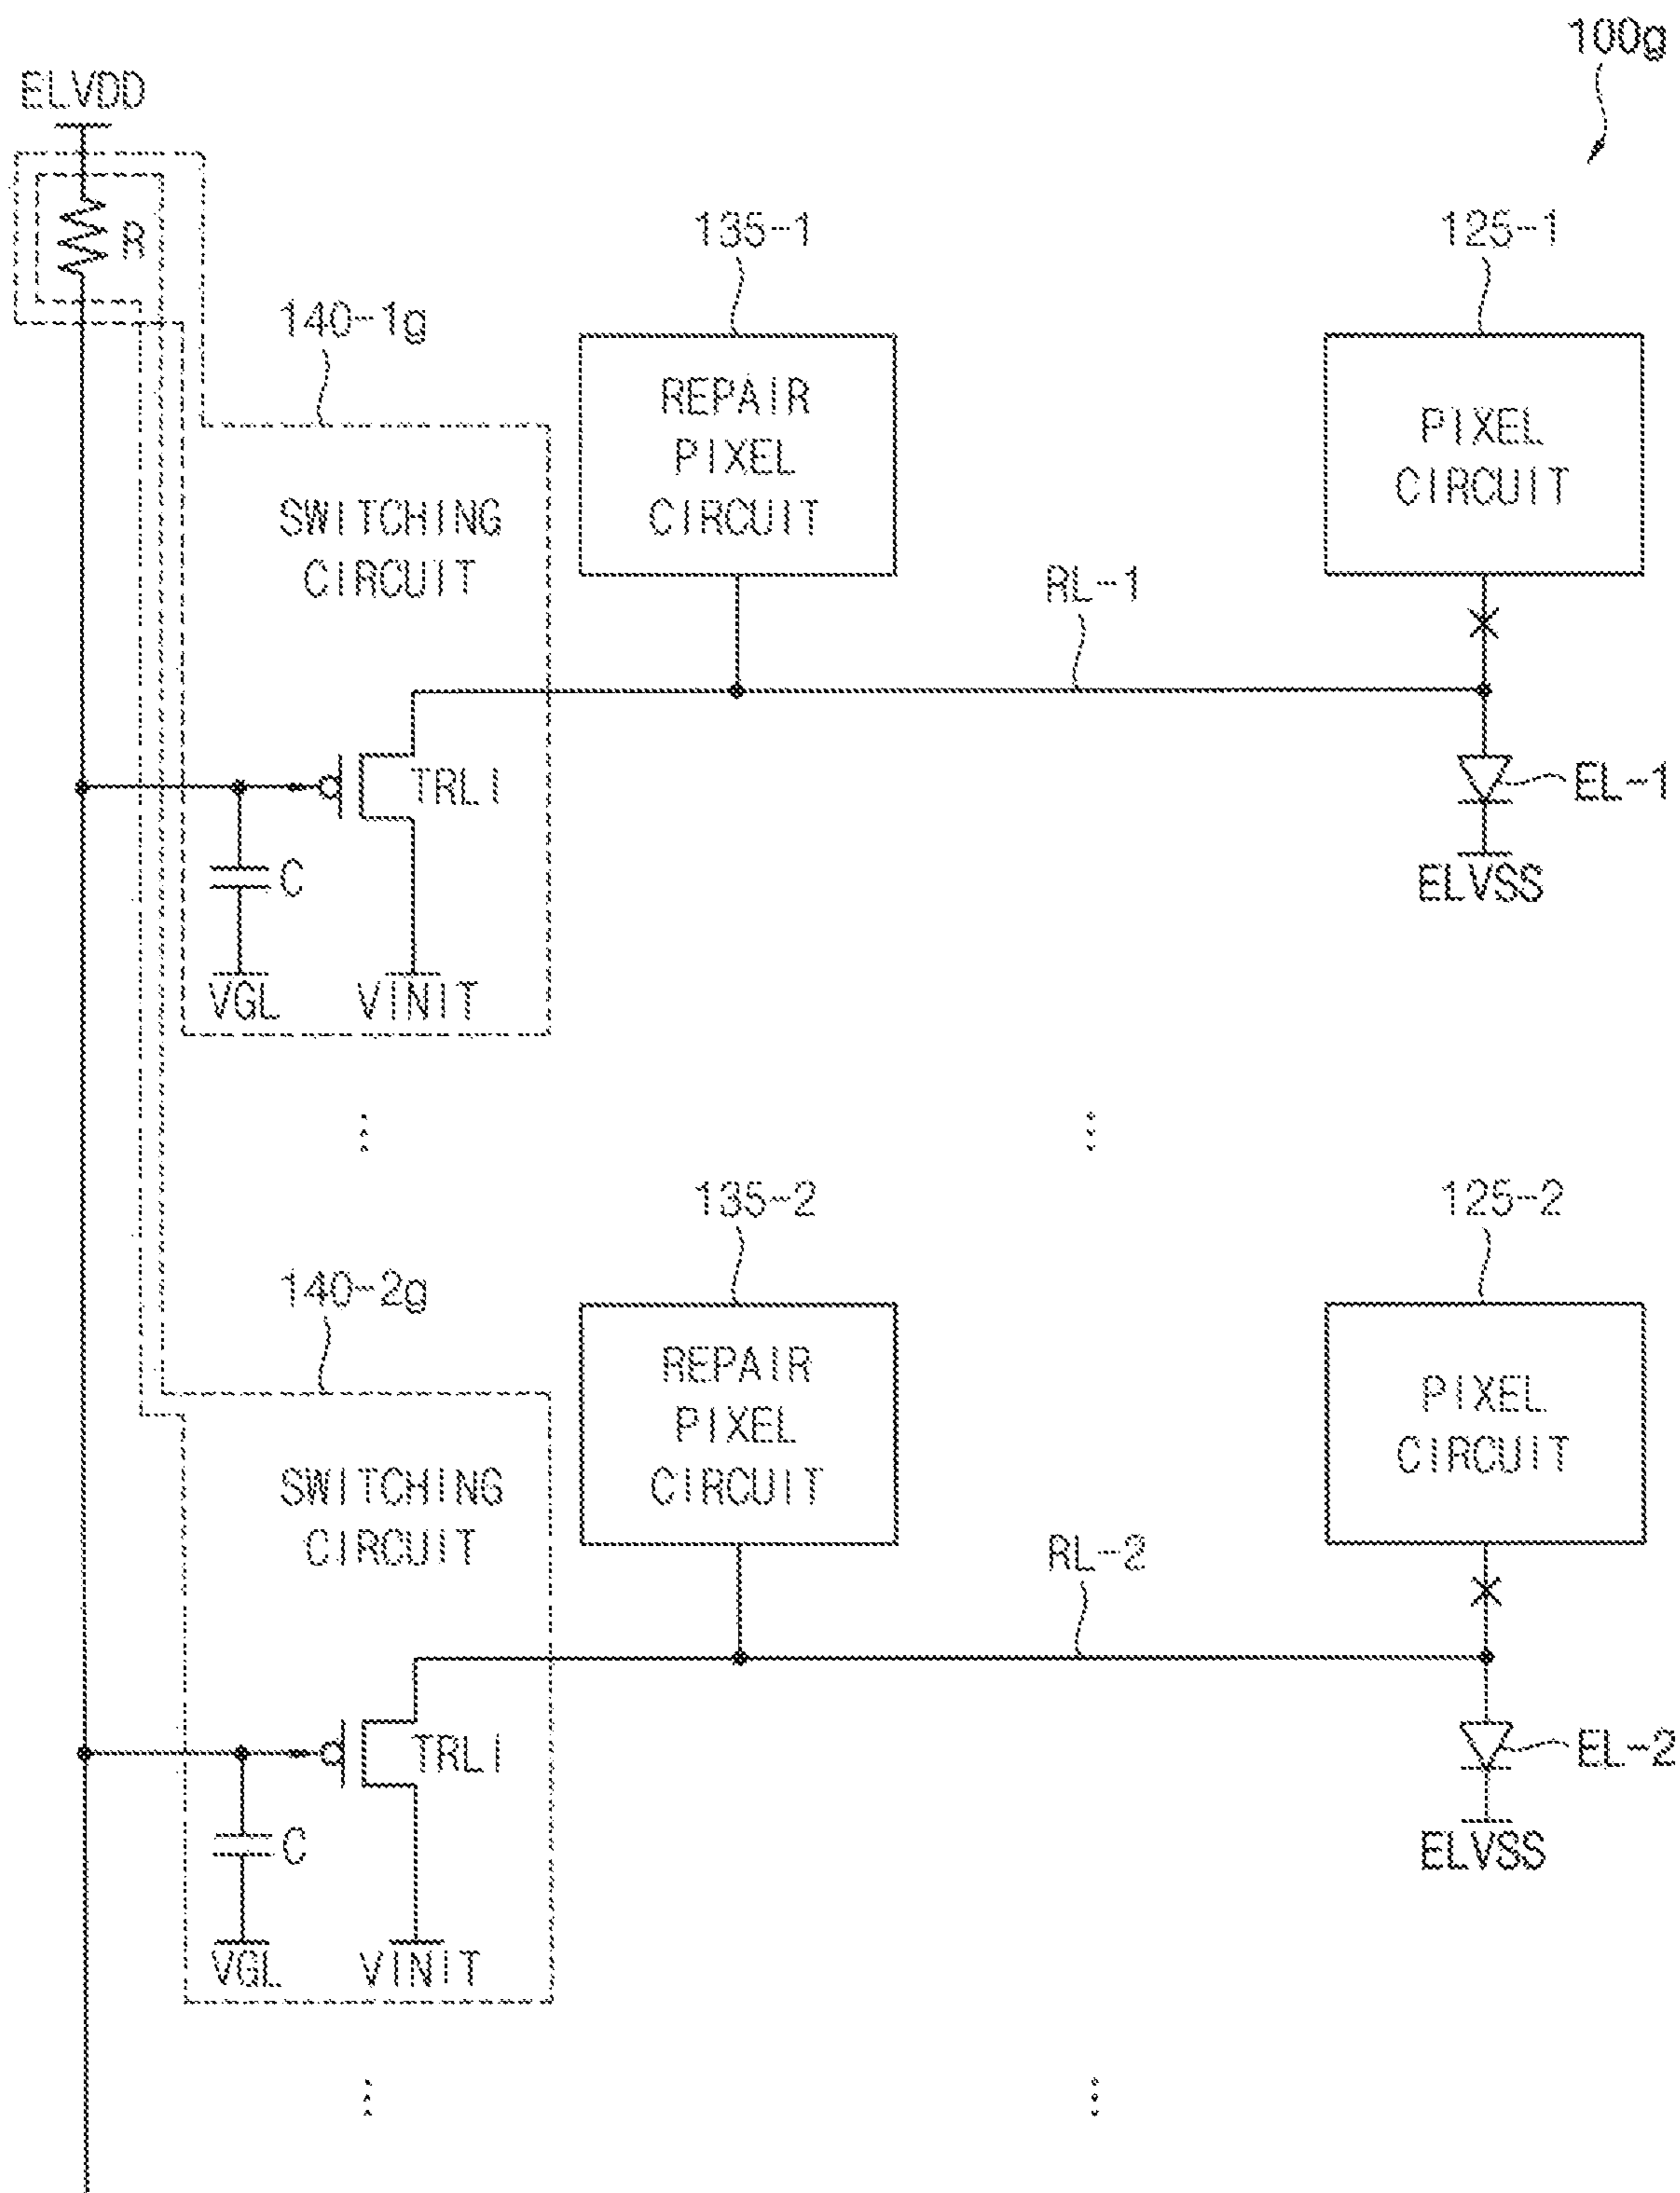 100g
ELVDD
R
135-1
125-1
140-1g
REPAIR
PIXEL
CIRCUIT
PIXEL
CIRCUIT
SWITCHING
CIRCUIT
RL-1
TRLI
EL-1
C
ELVSS
VGL
VINIT
135-2
125-2
140-2g
REPAIR
PIXEL
CIRCUIT
PIXEL
CIRCUIT
SWITCHING
CIRCUIT
RL-2
TRLI
EL-2
C
ELVSS
VGL
VINIT